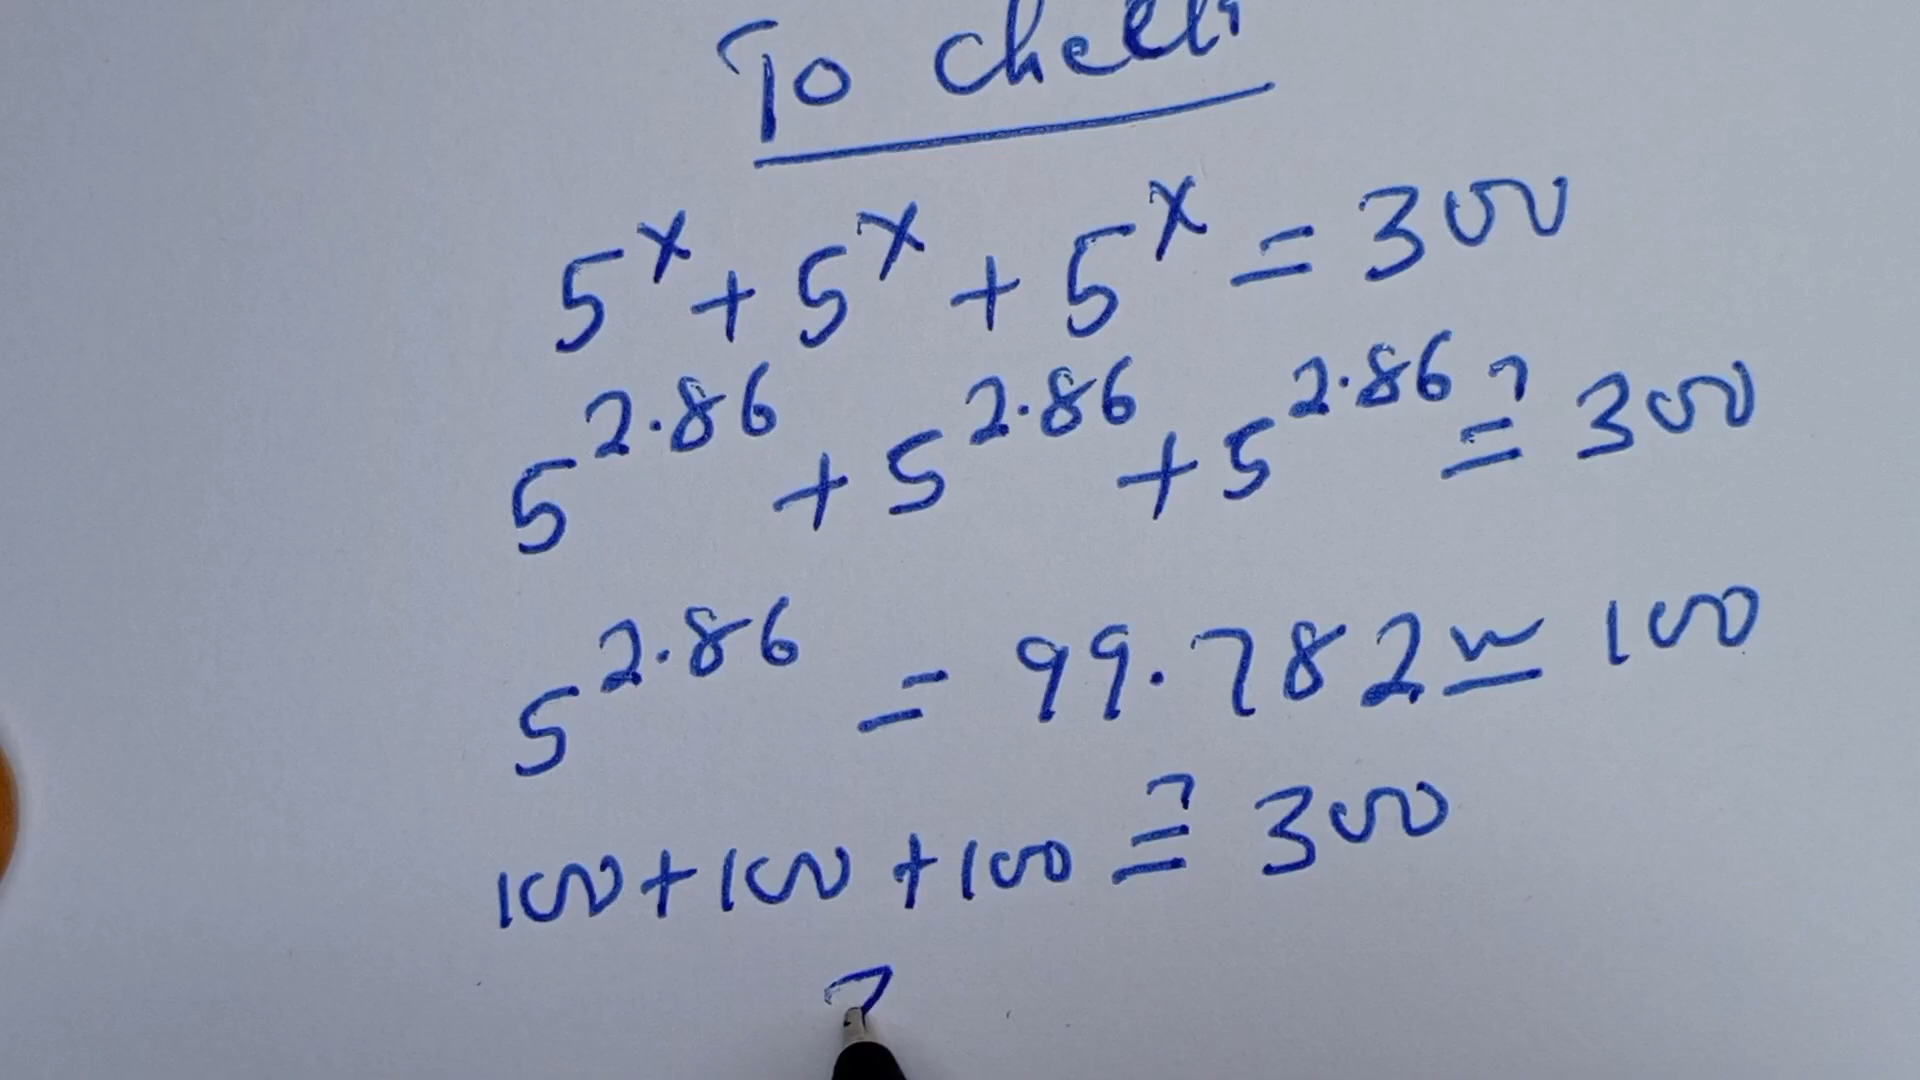 To check
5^x + 5^x + 5^x = 300
5^2.86 + 5^2.86 + 5^2.86 ?= 300
5^2.86 = 99.782 ≃ 100
100 + 100 + 100 ?= 300